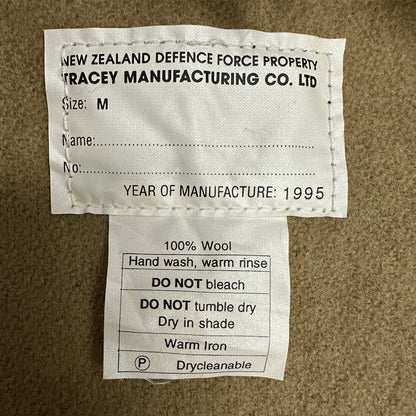 NEW ZEALAND DEFENCE FORCE PROPERTY
TRACEY MANUFACTURING CO. LTD
Size: M
Name:..........................................
No:..............................................
YEAR OF MANUFACTURE: 1995
100% Wool
Hand wash, warm rinse
DO NOT bleach
DO NOT tumble dry
Dry in shade
Warm Iron
P Drycleanable